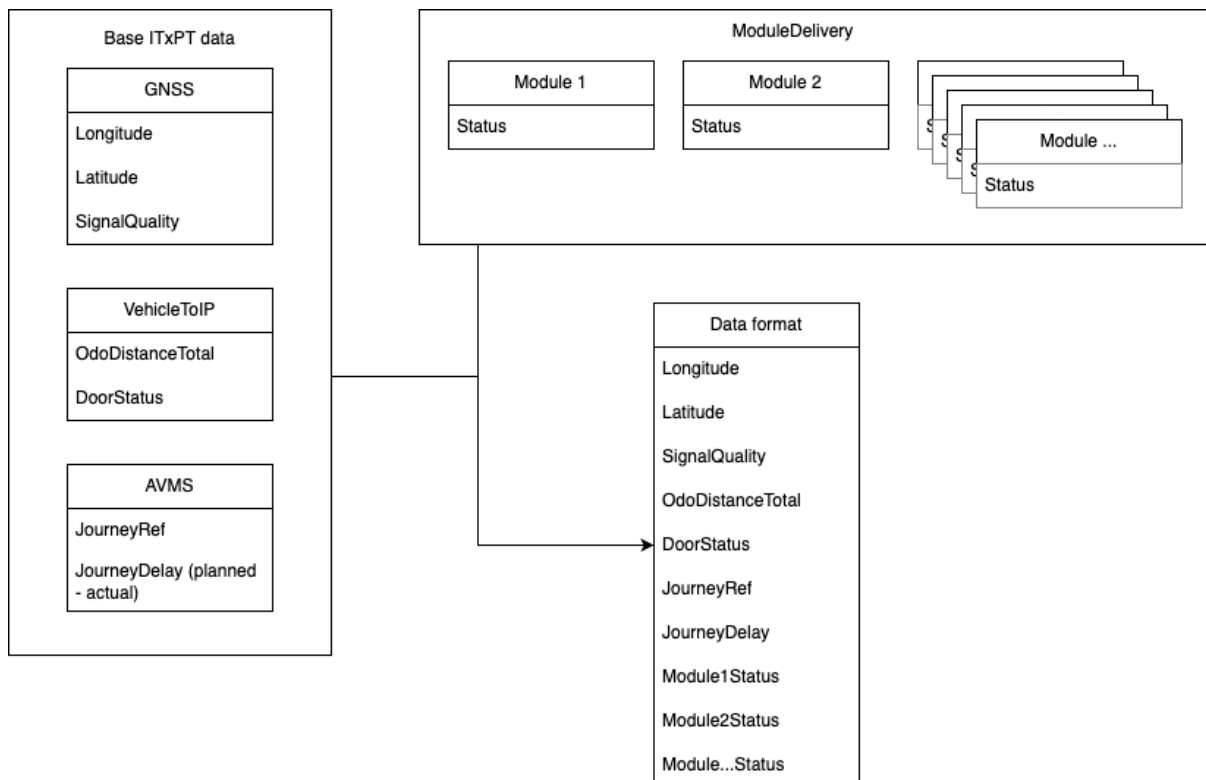 Base ITxPT data
GNSS
Longitude
Latitude
SignalQuality
VehicleToIP
OdoDistanceTotal
DoorStatus
AVMS
JourneyRef
JourneyDelay (planned
- actual)
ModuleDelivery
Module 1
Status
Module 2
Status
S
S
S
S
Module ...
Status
Data format
Longitude
Latitude
SignalQuality
OdoDistanceTotal
DoorStatus
JourneyRef
JourneyDelay
Module1Status
Module2Status
Module...Status